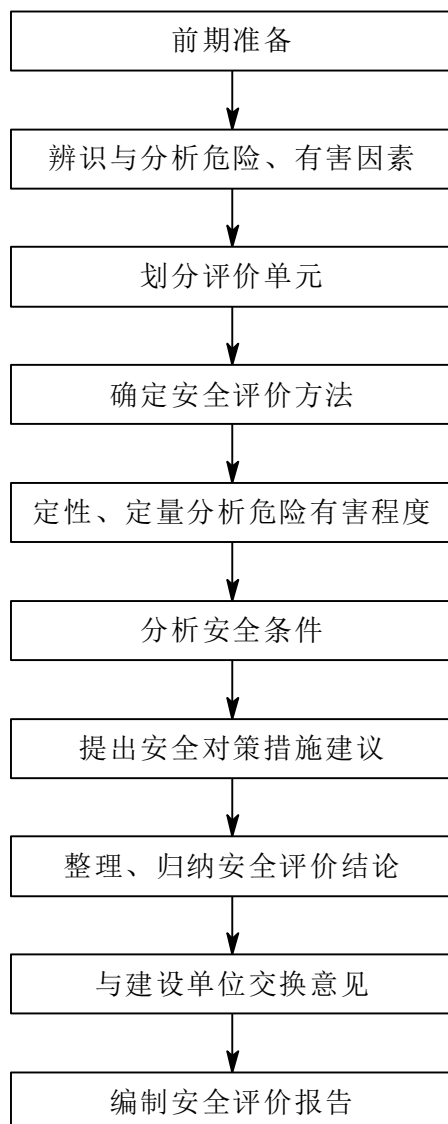 前期准备
辨识与分析危险、有害因素
划分评价单元
确定安全评价方法
定性、定量分析危险有害程度
分析安全条件
提出安全对策措施建议
整理、归纳安全评价结论
与建设单位交换意见
编制安全评价报告